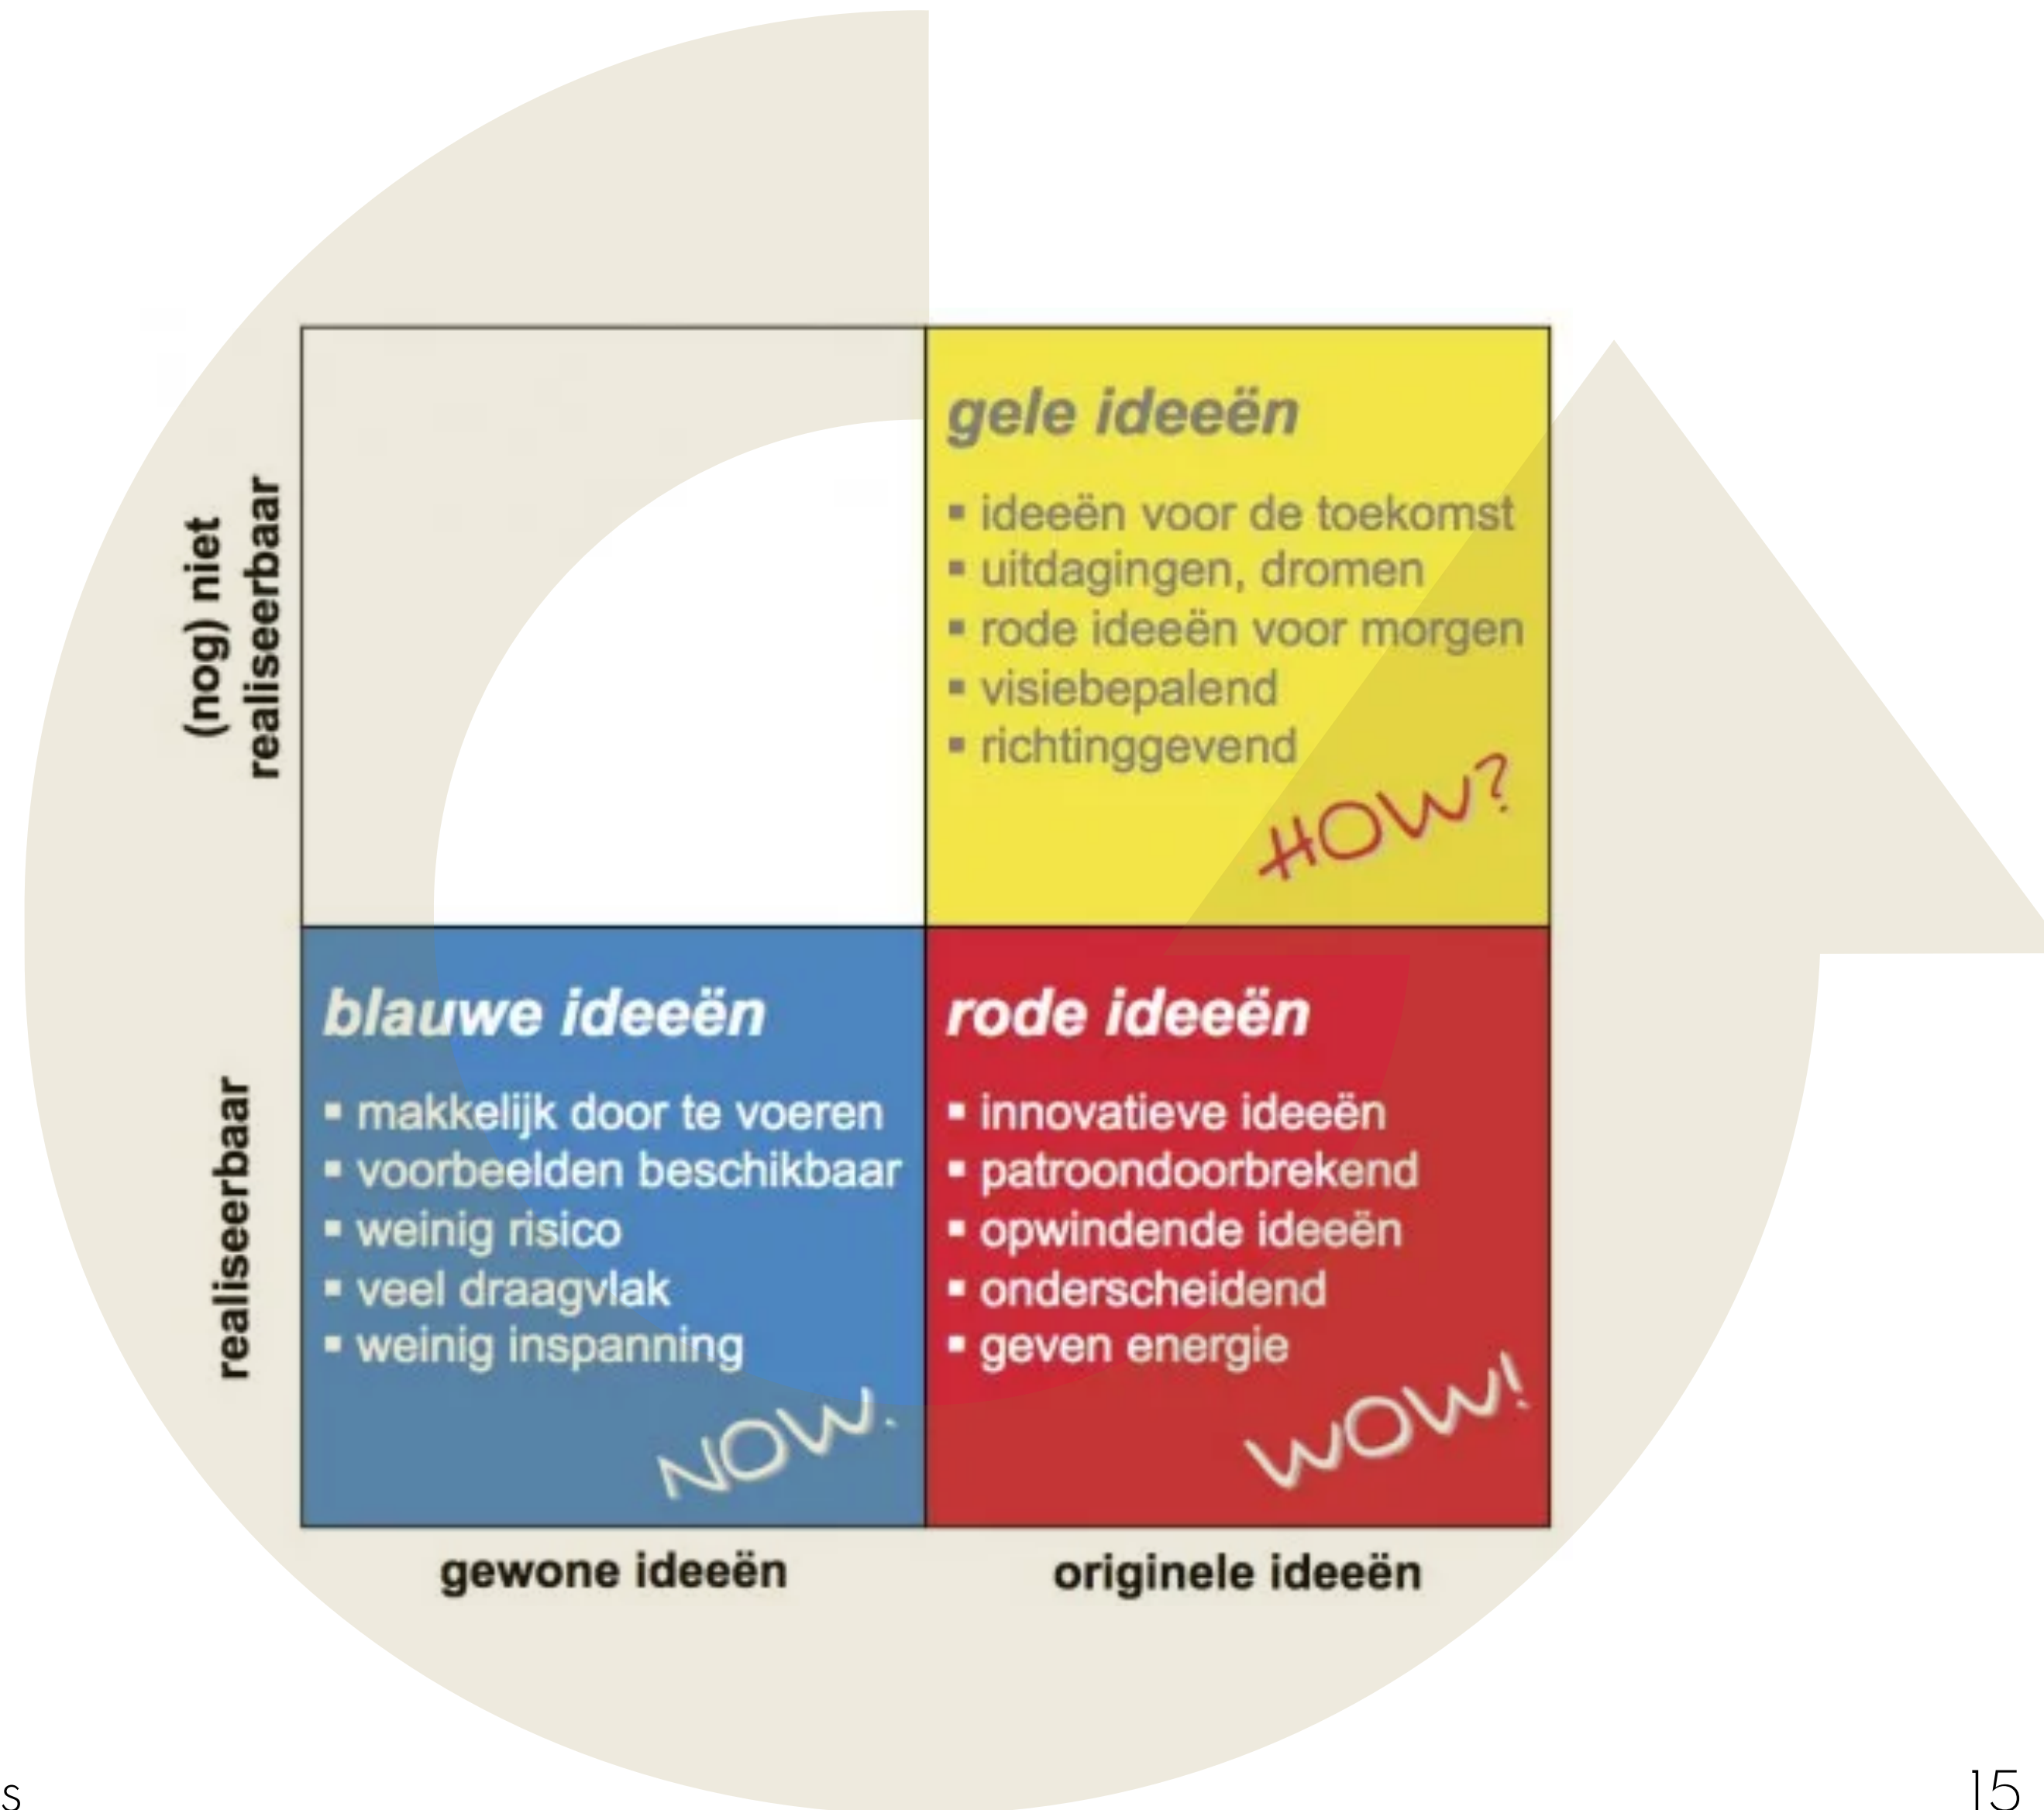 (nog) niet
realiseerbaar
gele ideeën
▪ ideeën voor de toekomst
▪ uitdagingen, dromen
▪ rode ideeën voor morgen
▪ visiebepalend
▪ richtinggevend
HOW?
realiseerbaar
blauwe ideeën
▪ makkelijk door te voeren
▪ voorbeelden beschikbaar
▪ weinig risico
▪ veel draagvlak
▪ weinig inspanning
NOW.
rode ideeën
▪ innovatieve ideeën
▪ patroondoorbrekend
▪ opwindende ideeën
▪ onderscheidend
▪ geven energie
WOW!
gewone ideeën
originele ideeën
s
15